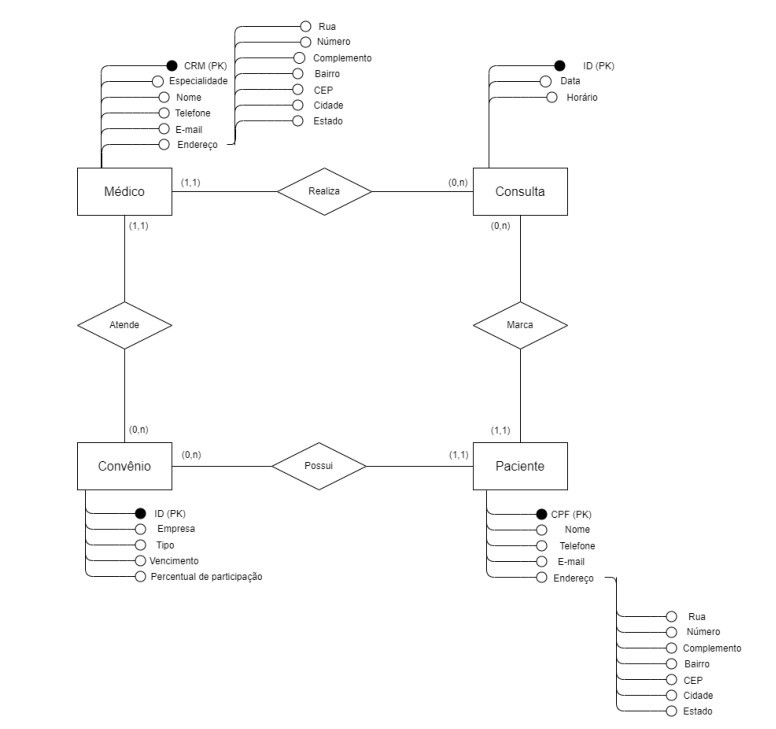 CRM (PK)
Especialidade
Nome
Telefone
E-mail
Endereço
Rua
Número
Complemento
Bairro
CEP
Cidade
Estado
ID (PK)
Data
Horário
Médico
(1,1)
Realiza
(0,n)
Consulta
(1,1)
(0,n)
Atende
Marca
(0,n)
(1,1)
Convênio
(0,n)
Possui
(1,1)
Paciente
ID (PK)
Empresa
Tipo
Vencimento
Percentual de participação
CPF (PK)
Nome
Telefone
E-mail
Endereço
Rua
Número
Complemento
Bairro
CEP
Cidade
Estado